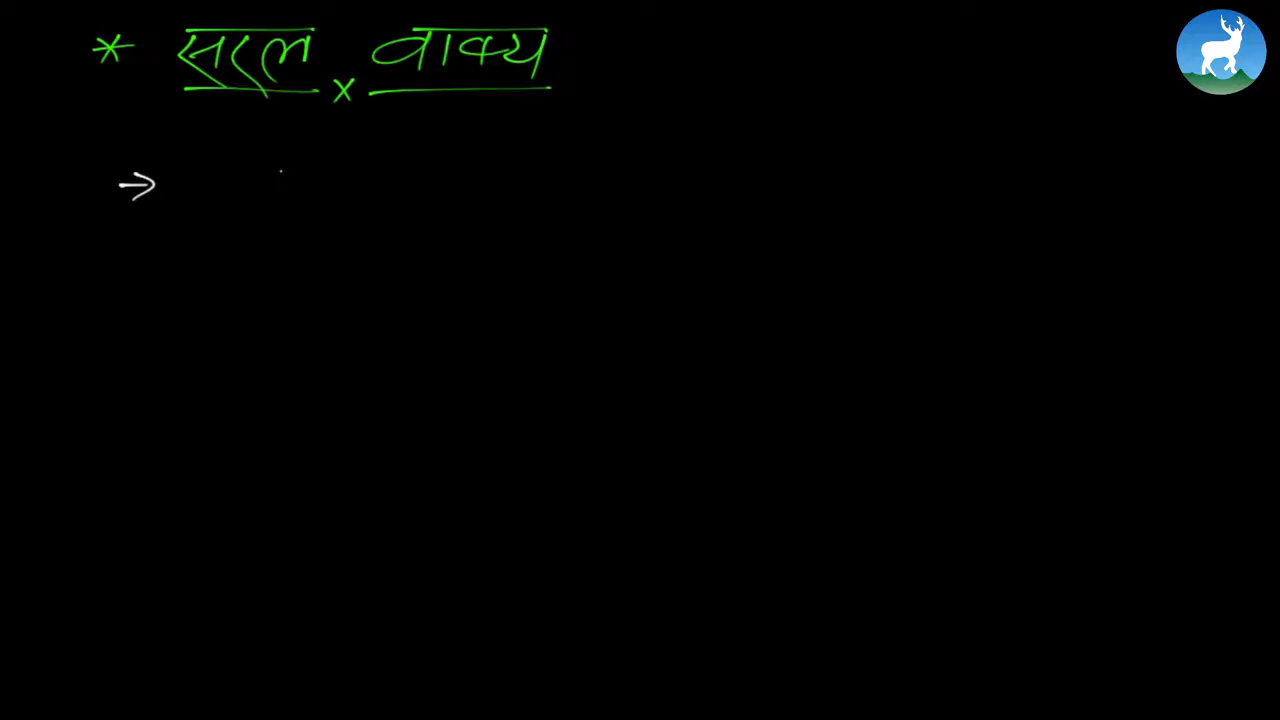 * सरल × वाक्य
→